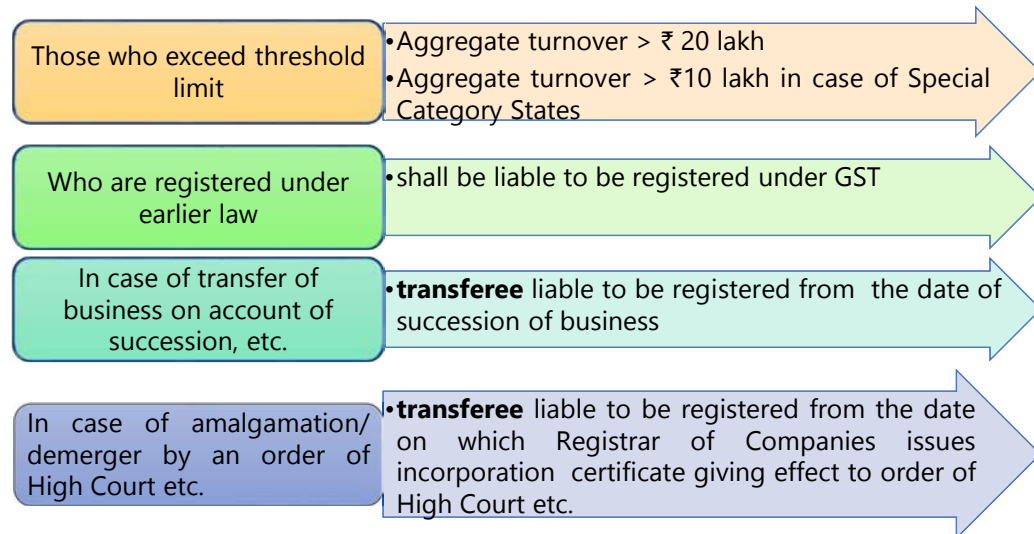 Those who exceed threshold
limit
•Aggregate turnover > ₹ 20 lakh
•Aggregate turnover > ₹10 lakh in case of Special
Category States
Who are registered under
earlier law
•shall be liable to be registered under GST
In case of transfer of
business on account of
succession, etc.
•transferee liable to be registered from the date of
succession of business
In case of amalgamation/
demerger by an order of
High Court etc.
•transferee liable to be registered from the date
on which Registrar of Companies issues
incorporation certificate giving effect to order of
High Court etc.